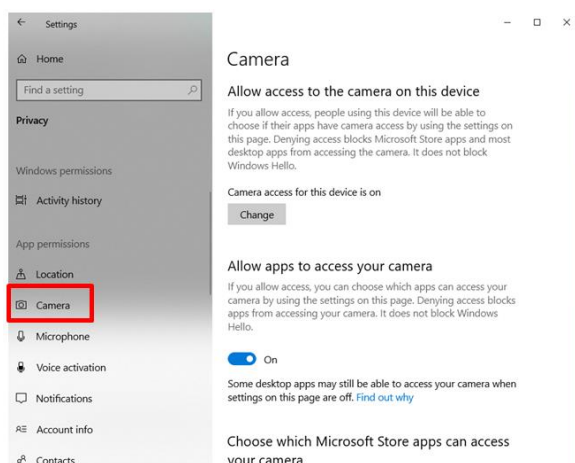 Settings
Home
Find a setting
Privacy
Windows permissions
Activity history
App permissions
Location
Camera
Microphone
Voice activation
Notifications
Account info
Contacts
Camera
Allow access to the camera on this device
If you allow access, people using this device will be able to
choose if their apps have camera access by using the settings on
this page. Denying access blocks Microsoft Store apps and most
desktop apps from accessing the camera. It does not block
Windows Hello.
Camera access for this device is on
Change
Allow apps to access your camera
If you allow access, you can choose which apps can access your
camera by using the settings on this page. Denying access blocks
apps from accessing your camera. It does not block Windows
Hello.
On
Some desktop apps may still be able to access your camera when
settings on this page are off. Find out why
Choose which Microsoft Store apps can access
your camera